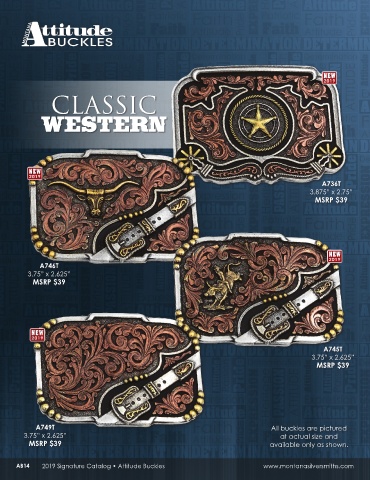 MONTANA
Attitude
BUCKLES
CLASSIC
WESTERN
NEW
2019
A736T
3.875" x 2.75"
MSRP $39
NEW
2019
A746T
3.75" x 2.625"
MSRP $39
NEW
2019
A745T
3.75" x 2.625"
MSRP $39
NEW
2019
A749T
3.75" x 2.625"
MSRP $39
All buckles are pictured
at actual size and
available only as shown.
AB14
2019 Signature Catalog • Attitude Buckles
www.montanasilversmiths.com